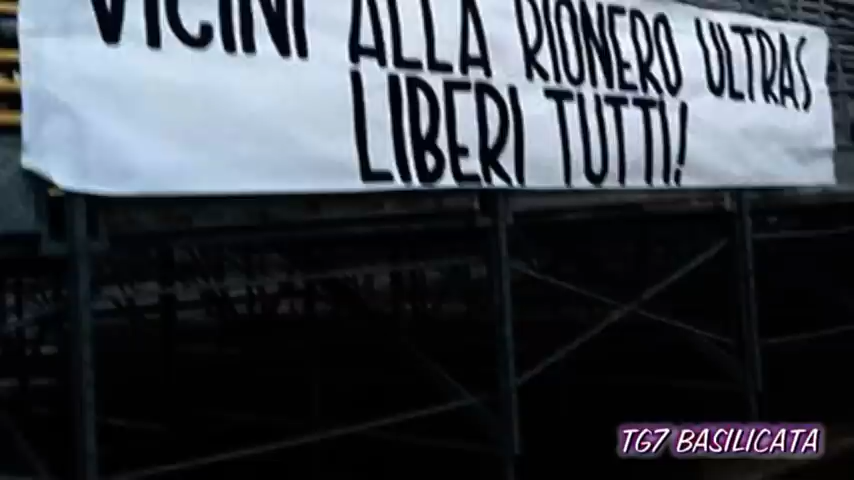 VICINI ALLA RIONERO ULTRAS
LIBERI TUTTI!
TG7 BASILICATA